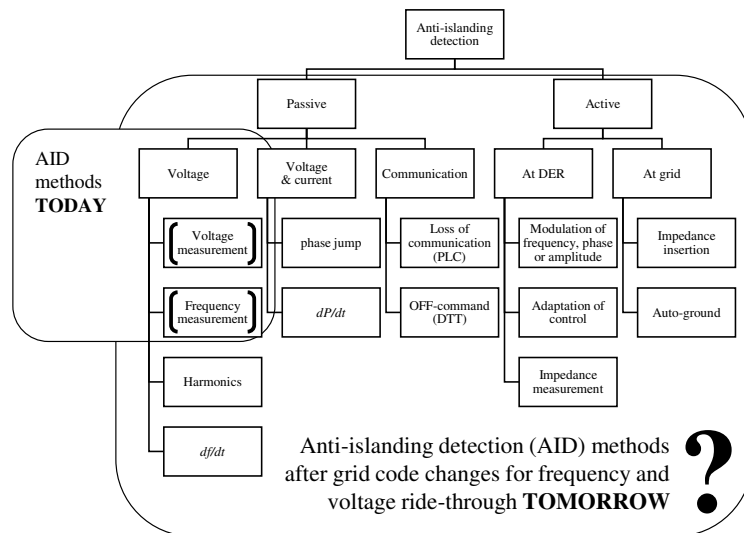 Anti-islanding
detection
Passive
Active
AID
methods
TODAY
Voltage
Voltage
& current
Communication
At DER
At grid
Voltage
measurement
phase jump
Loss of
communication
(PLC)
Modulation of
frequency, phase
or amplitude
Impedance
insertion
Frequency
measurement
dP/dt
OFF-command
(DTT)
Adaptation of
control
Auto-ground
Harmonics
Impedance
measurement
df/dt
Anti-islanding detection (AID) methods
after grid code changes for frequency and
voltage ride-through TOMORROW
?